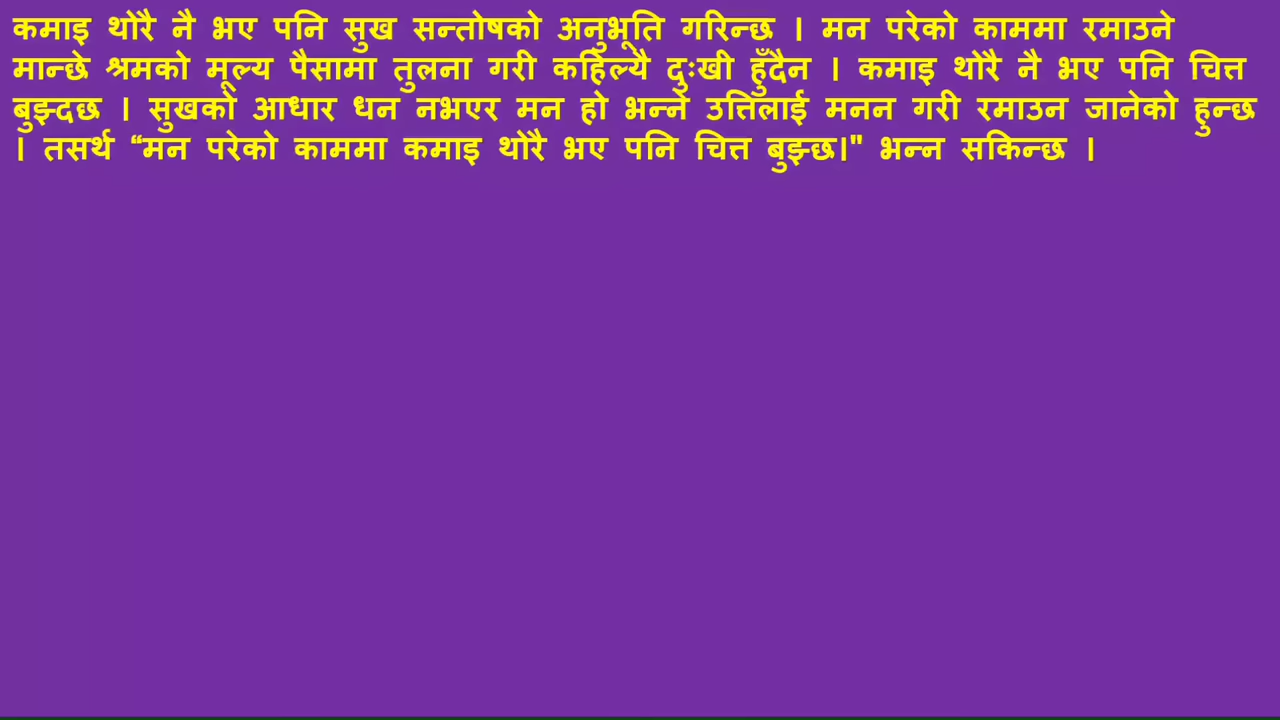 कमाइ थोरै नै भए पनि सुख सन्तोषको अनुभूति गरिन्छ । मन परेको काममा रमाउने
मान्छे श्रमको मूल्य पैसामा तुलना गरी कहिल्यै दुःखी हुँदैन । कमाइ थोरै नै भए पनि चित्त
बुझ्दछ । सुखको आधार धन नभएर मन हो भन्ने उत्तिलाई मनन गरी रमाउन जानेको हुन्छ
। तसर्थ “मन परेको काममा कमाइ थोरै भए पनि चित्त बुझ्छ।" भन्न सकिन्छ ।